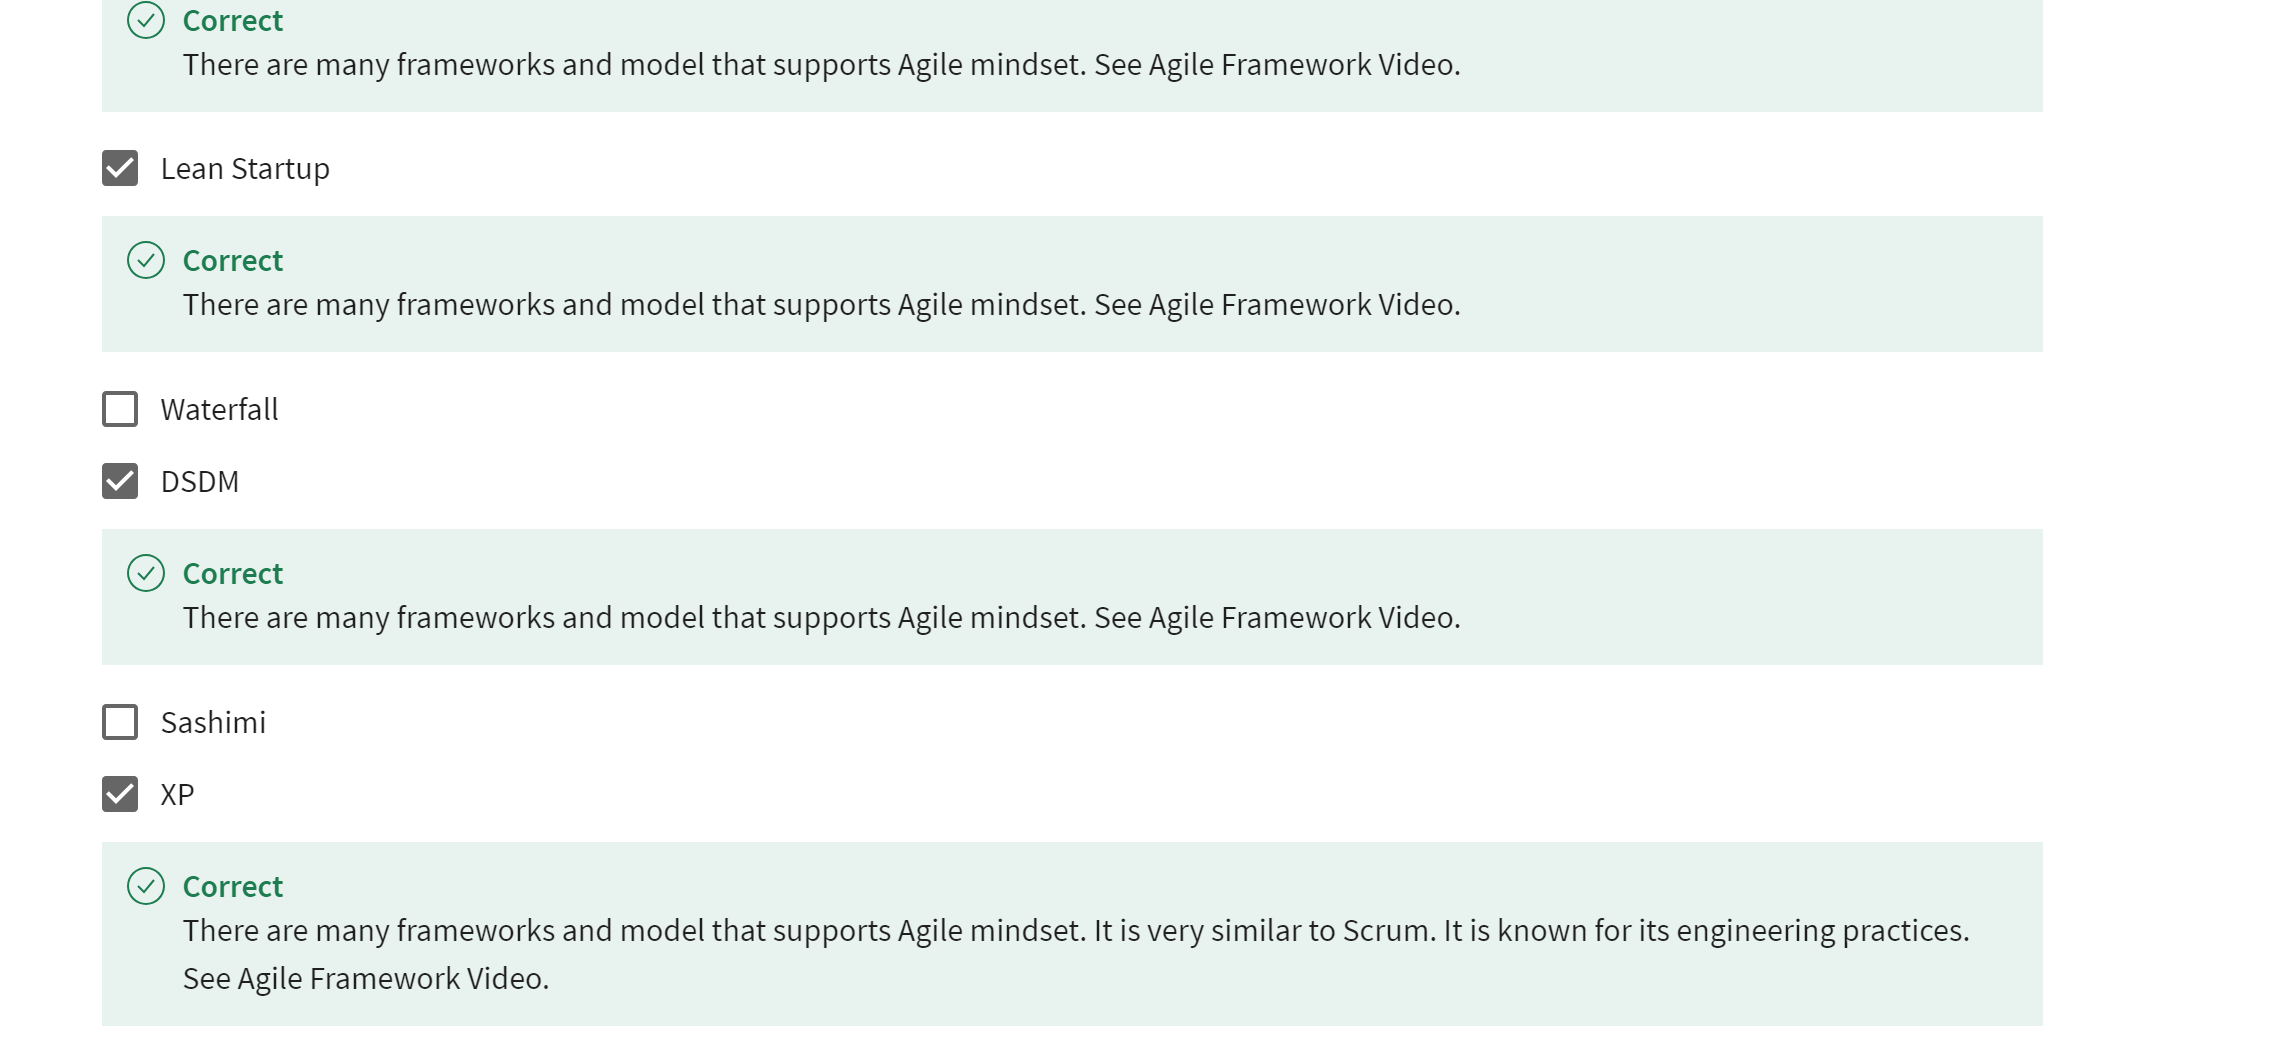 Correct
There are many frameworks and model that supports Agile mindset. See Agile Framework Video.
Lean Startup
Correct
There are many frameworks and model that supports Agile mindset. See Agile Framework Video.
Waterfall
DSDM
Correct
There are many frameworks and model that supports Agile mindset. See Agile Framework Video.
Sashimi
XP
Correct
There are many frameworks and model that supports Agile mindset. It is very similar to Scrum. It is known for its engineering practices.
See Agile Framework Video.